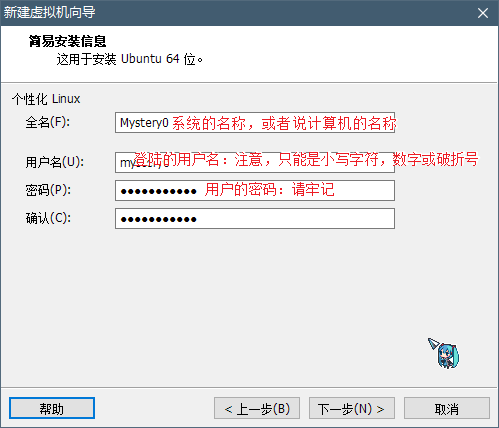 新建虚拟机向导
简易安装信息
这用于安装 Ubuntu 64 位。
个性化 Linux
全名(F): Mystery0 系统的名称，或者说计算机的名称
用户名(U): 登陆的用户名：注意，只能是小写字符，数字或破折号
密码(P): ●●●●●●●●●●● 用户的密码：请牢记
确认(C): ●●●●●●●●●●●
帮助 < 上一步(B) 下一步(N) > 取消